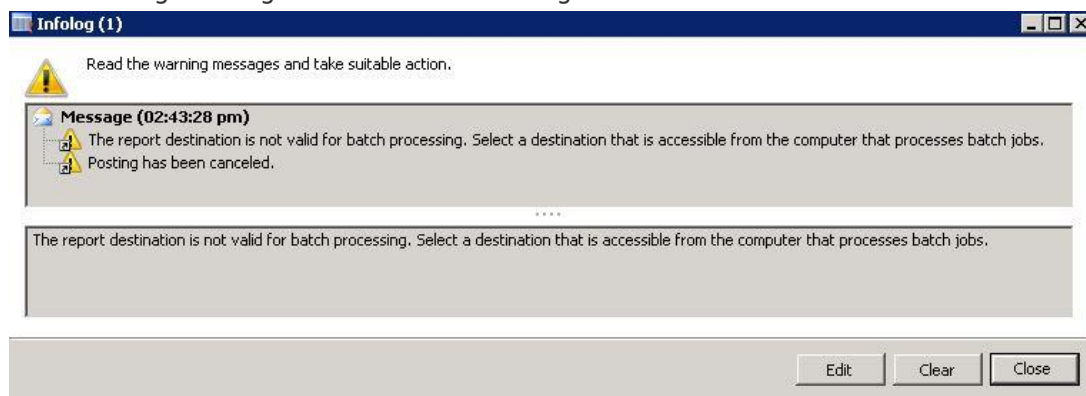 Infolog (1)
Read the warning messages and take suitable action.
Message (02:43:28 pm)
The report destination is not valid for batch processing. Select a destination that is accessible from the computer that processes batch jobs.
Posting has been canceled.
The report destination is not valid for batch processing. Select a destination that is accessible from the computer that processes batch jobs.
Edit
Clear
Close